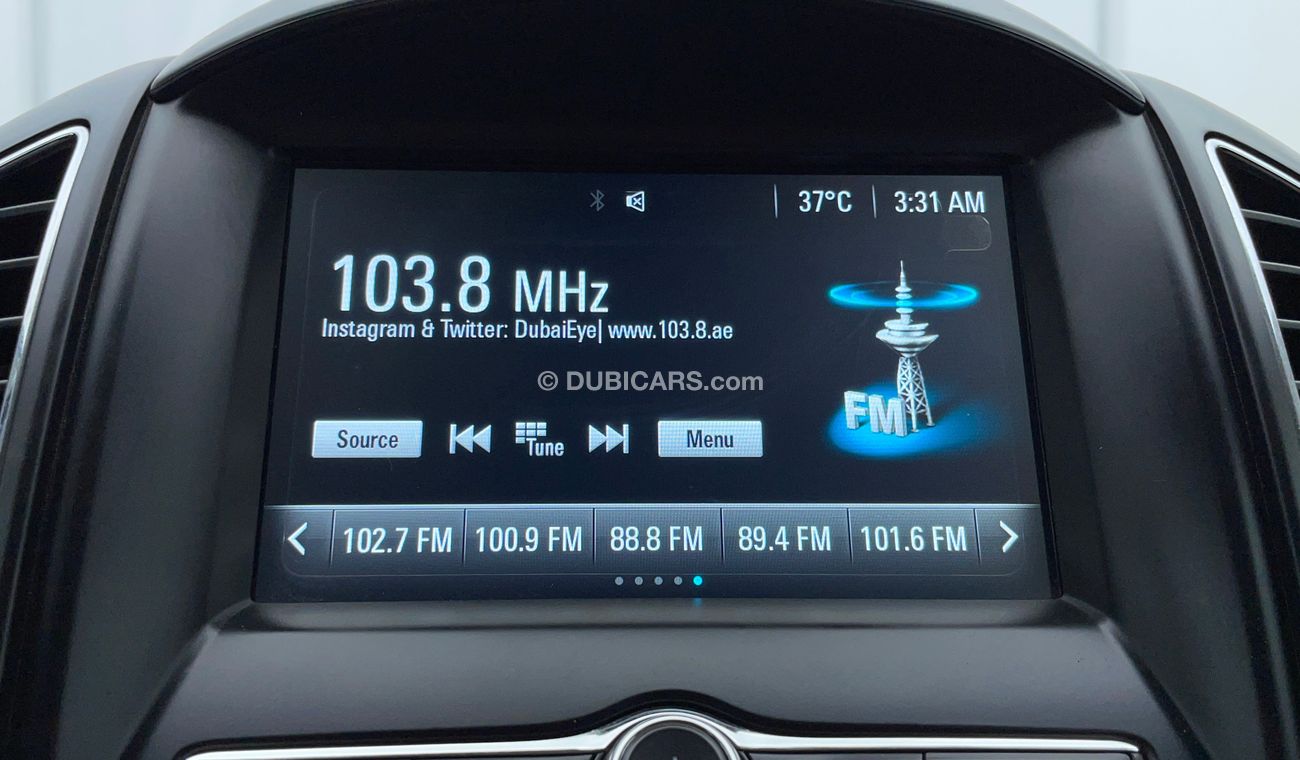 37°C 3:31 AM
103.8 MHz
Instagram & Twitter: DubaiEye| www.103.8.ae
© DUBICARS.com
FM
Source Tune Menu
102.7 FM 100.9 FM 88.8 FM 89.4 FM 101.6 FM